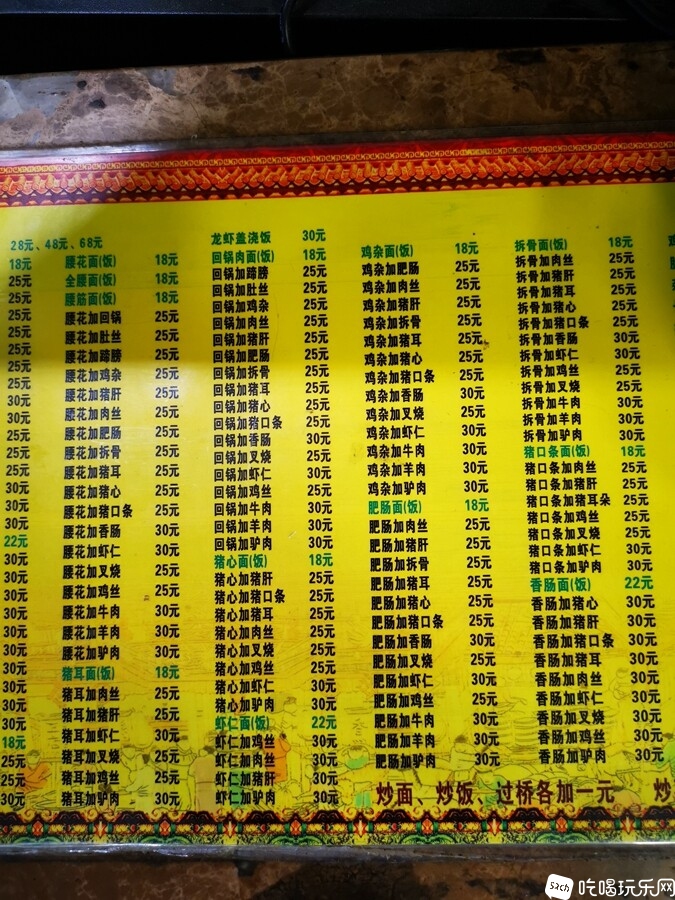 28元、48元、68元
18元
25元
25元
25元
25元
25元
25元
30元
30元
25元
25元
25元
30元
30元
30元
22元
30元
30元
30元
30元
30元
30元
30元
30元
30元
30元
18元
25元
25元
30元
腰花面(饭) 18元
全腰面(饭) 18元
腰筋面(饭) 18元
腰花加回锅 25元
腰花加肚丝 25元
腰花加蹄膀 25元
腰花加鸡杂 25元
腰花加猪肝 25元
腰花加肉丝 25元
腰花加肥肠 25元
腰花加拆骨 25元
腰花加猪耳 25元
腰花加猪心 25元
腰花加猪口条 25元
腰花加香肠 30元
腰花加虾仁 30元
腰花加叉烧 25元
腰花加鸡丝 25元
腰花加牛肉 30元
腰花加羊肉 30元
腰花加驴肉 30元
猪耳面(饭) 18元
猪耳加肉丝 25元
猪耳加猪肝 25元
猪耳加虾仁 30元
猪耳加叉烧 25元
猪耳加鸡丝 25元
猪耳加驴肉 30元
龙虾盖浇饭 30元
回锅肉面(饭) 18元
回锅加蹄膀 25元
回锅加肚丝 25元
回锅加鸡杂 25元
回锅加肉丝 25元
回锅加猪肝 25元
回锅加肥肠 25元
回锅加拆骨 25元
回锅加猪耳 25元
回锅加猪心 25元
回锅加猪口条 25元
回锅加香肠 30元
回锅加叉烧 25元
回锅加虾仁 30元
回锅加鸡丝 25元
回锅加牛肉 30元
回锅加羊肉 30元
回锅加驴肉 30元
猪心面(饭) 18元
猪心加猪肝 25元
猪心加猪口条 25元
猪心加猪耳 25元
猪心加肉丝 25元
猪心加叉烧 25元
猪心加鸡丝 25元
猪心加虾仁 30元
猪心加驴肉 30元
虾仁面(饭) 22元
虾仁加鸡丝 30元
虾仁加肉丝 30元
虾仁加猪肝 30元
虾仁加驴肉 30元
鸡杂面(饭) 18元
鸡杂加肥肠 25元
鸡杂加肉丝 25元
鸡杂加猪肝 25元
鸡杂加拆骨 25元
鸡杂加猪耳 25元
鸡杂加猪心 25元
鸡杂加猪口条 25元
鸡杂加香肠 30元
鸡杂加叉烧 25元
鸡杂加虾仁 30元
鸡杂加牛肉 30元
鸡杂加羊肉 30元
鸡杂加驴肉 30元
肥肠面(饭) 18元
肥肠加肉丝 25元
肥肠加猪肝 25元
肥肠加拆骨 25元
肥肠加猪耳 25元
肥肠加猪心 25元
肥肠加猪口条 25元
肥肠加香肠 30元
肥肠加叉烧 25元
肥肠加虾仁 30元
肥肠加鸡丝 25元
肥肠加牛肉 30元
肥肠加羊肉 30元
肥肠加驴肉 30元
拆骨面(饭) 18元
拆骨加肉丝 25元
拆骨加猪肝 25元
拆骨加猪耳 25元
拆骨加猪心 25元
拆骨加猪口条 25元
拆骨加香肠 30元
拆骨加虾仁 30元
拆骨加鸡丝 25元
拆骨加叉烧 25元
拆骨加牛肉 30元
拆骨加羊肉 30元
拆骨加驴肉 30元
猪口条面(饭) 18元
猪口条加肉丝 25元
猪口条加猪肝 25元
猪口条加猪耳朵 25元
猪口条加鸡丝 25元
猪口条加叉烧 25元
猪口条加虾仁 30元
猪口条加驴肉 30元
香肠面(饭) 22元
香肠加猪心 30元
香肠加猪肝 30元
香肠加猪口条 30元
香肠加猪耳 30元
香肠加肉丝 30元
香肠加虾仁 30元
香肠加叉烧 30元
香肠加鸡丝 30元
香肠加驴肉 30元
炒面、炒饭、过桥各加一元 炒
Sach 吃喝玩乐网